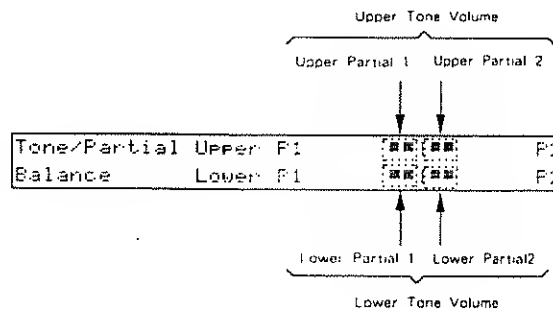 Upper Tone Volume
Upper Partial 1 Upper Partial 2
Tone/Partial Upper P1 P2
Balance Lower P1 P2
Lower Partial 1 Lower Partial2
Lower Tone Volume